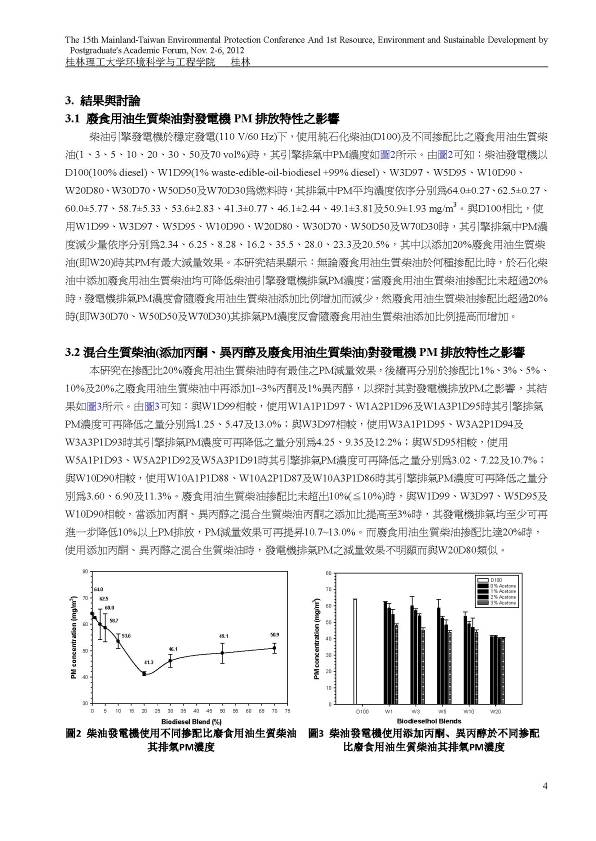 The 15th Mainland-Taiwan Environmental Protection Conference And 1st Resource, Environment and Sustainable Development by
Postgraduate's Academic Forum, Nov. 2-6, 2012
桂林理工大学环境科学与工程学院 桂林
3. 結果與討論
3.1 廢食用油生質柴油對發電機 PM 排放特性之影響
柴油引擎發電機於穩定發電(110 V/60 Hz)下，使用純石化柴油(D100)及不同摻配比之廢食用油生質柴
油(1、3、5、10、20、30、50及70 vol%)時，其引擎排氣中PM濃度如圖2所示。由圖2可知：柴油發電機以
D100(100% diesel)、W1D99(1% waste-edible-oil-biodiesel +99% diesel)、W3D97、W5D95、W10D90、
W20D80、W30D70、W50D50及W70D30為燃料時，其排氣中PM平均濃度依序分別為64.0±0.27、62.5±0.27、
60.0±5.77、58.7±5.33、53.6±2.83、41.3±0.77、46.1±2.44、49.1±3.81及50.9±1.93 mg/m³。與D100相比，使
用W1D99、W3D97、W5D95、W10D90、W20D80、W30D70、W50D50及W70D30時，其引擎排氣中PM濃
度減少量依序分別為2.34、6.25、8.28、16.2、35.5、28.0、23.3及20.5%，其中以添加20%廢食用油生質柴
油(即W20)時其PM有最大減量效果。本研究結果顯示：無論廢食用油生質柴油於何種摻配比時，於石化柴
油中添加廢食用油生質柴油均可降低柴油引擎發電機排氣PM濃度；當廢食用油生質柴油摻配比未超過20%
時，發電機排氣PM濃度會隨廢食用油生質柴油添加比例增加而減少，然廢食用油生質柴油摻配比超過20%
時(即W30D70、W50D50及W70D30)其排氣PM濃度反會隨廢食用油生質柴油添加比例提高而增加。
3.2 混合生質柴油(添加丙酮、異丙醇及廢食用油生質柴油)對發電機 PM 排放特性之影響
本研究在摻配比20%廢食用油生質柴油時有最佳之PM減量效果，後續再分別於摻配比1%、3%、5%、
10%及20%之廢食用油生質柴油中再添加1~3%丙酮及1%異丙醇，以探討其對發電機排放PM之影響，其結
果如圖3所示。由圖3可知：與W1D99相較，使用W1A1P1D97、W1A2P1D96及W1A3P1D95時其引擎排氣
PM濃度可再降低之量分別為1.25、5.47及13.0%；與W3D97相較，使用W3A1P1D95、W3A2P1D94及
W3A3P1D93時其引擎排氣PM濃度可再降低之量分別為4.25、9.35及12.2%；與W5D95相較，使用
W5A1P1D93、W5A2P1D92及W5A3P1D91時其引擎排氣PM濃度可再降低之量分別為3.02、7.22及10.7%；
與W10D90相較，使用W10A1P1D88、W10A2P1D87及W10A3P1D86時其引擎排氣PM濃度可再降低之量分
別為3.60、6.90及11.3%。廢食用油生質柴油摻配比未超出10%(≦10%)時，與W1D99、W3D97、W5D95及
W10D90相較，當添加丙酮、異丙醇之混合生質柴油丙酮之添加比提高至3%時，其發電機排氣均至少可再
進一步降低10%以上PM排放，PM減量效果可再提昇10.7~13.0%。而廢食用油生質柴油摻配比達20%時，
使用添加丙酮、異丙醇之混合生質柴油時，發電機排氣PM之減量效果不明顯而與W20D80類似。
PM concentration (mg/m³)
80
70
60
50
40
30
64.0
62.5
60.0
58.7
53.6
41.3
46.1
49.1
50.9
0 5 10 15 20 25 30 35 40 45 50 55 60 65 70 75
Biodiesel Blend (%)
圖2 柴油發電機使用不同摻配比廢食用油生質柴油
其排氣PM濃度
PM concentration (mg/m³)
80
70
60
50
40
30
20
10
0
D100
0% Acetone
1% Acetone
2% Acetone
3% Acetone
D100 W1 W3 W5 W10 W20
Biodieselhol Blends
圖3 柴油發電機使用添加丙酮、異丙醇於不同摻配
比廢食用油生質柴油其排氣PM濃度
4